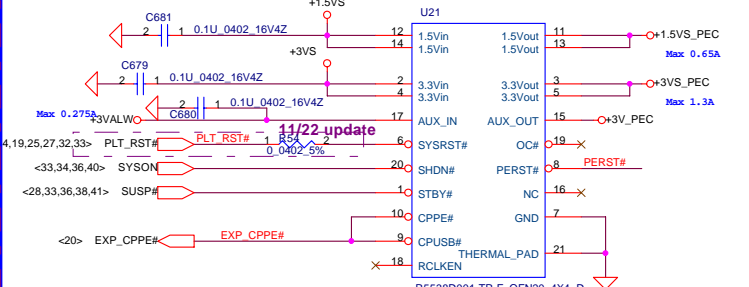 +1.5VS
C681
U21
2 1 0.1U_0402_16V4Z
12 1.5Vin 1.5Vout 11 +1.5VS_PEC
14 1.5Vin 1.5Vout 13
+3VS
Max 0.65A
C679
2 1 0.1U_0402_16V4Z
2 3.3Vin 3.3Vout 3 +3VS_PEC
4 3.3Vin 3.3Vout 5
Max 1.3A
2 1 0.1U_0402_16V4Z
Max 0.275A
C680
+3VALW
17 AUX_IN AUX_OUT 15 +3V_PEC
11/22 update
4,19,25,27,32,33> PLT_RST# PLT_RST# 1 R54 2 6 SYSRST# OC# 19
0_0402_5%
<33,34,36,40> SYSON 20 SHDN# PERST# 8 PERST#
<28,33,36,38,41> SUSP# 1 STBY# NC 16
10 CPPE# GND 7
<20> EXP_CPPE# EXP_CPPE# 9 CPUSB#
THERMAL_PAD 21
18 RCLKEN